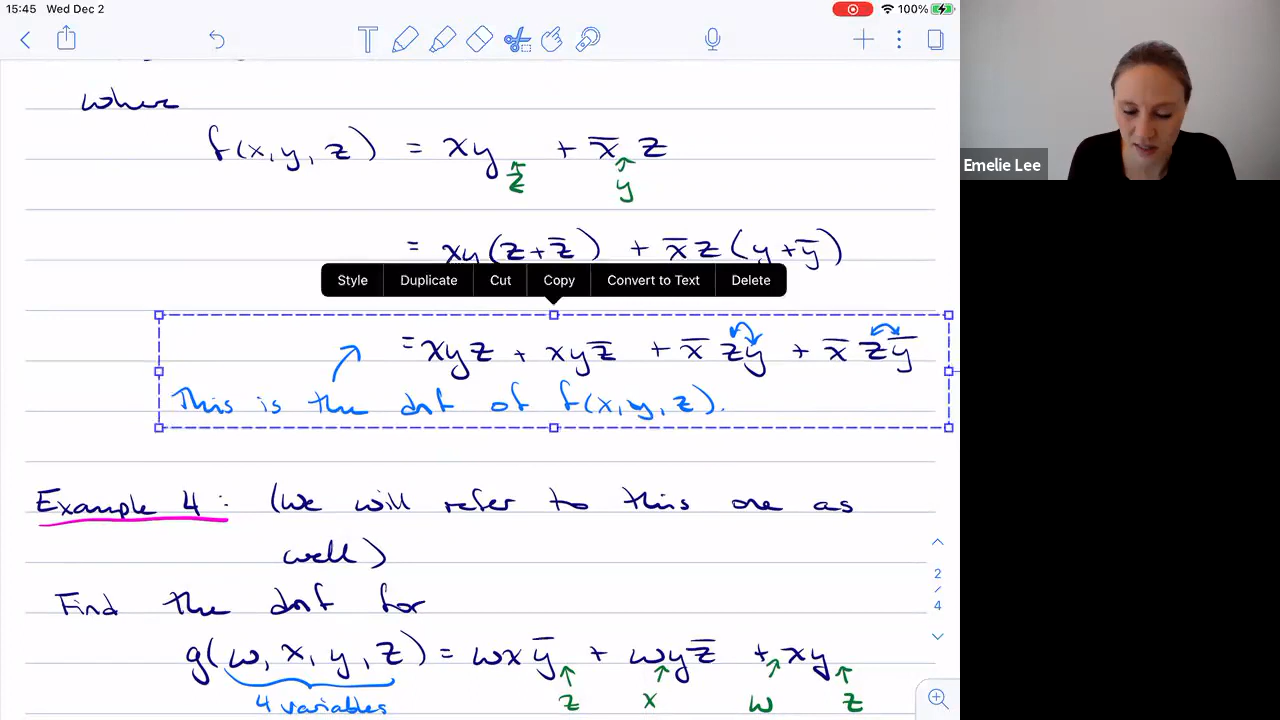 15:45 Wed Dec 2 100%
where
f(x, y, z) = xy + x̅ z
z y
= xy(z + z̅) + x̅ z (y + y̅)
Style Duplicate Cut Copy Convert to Text Delete
= xyz + xyz̅ + x̅ zy + x̅ zy̅
This is the dnf of f(x, y, z).
Example 4: (we will refer to this one as
well)
Find the dnf for
g(w, x, y, z) = wxy̅ + wyz̅ + xy
4 variables z x w z
2
/
4
Emelie Lee